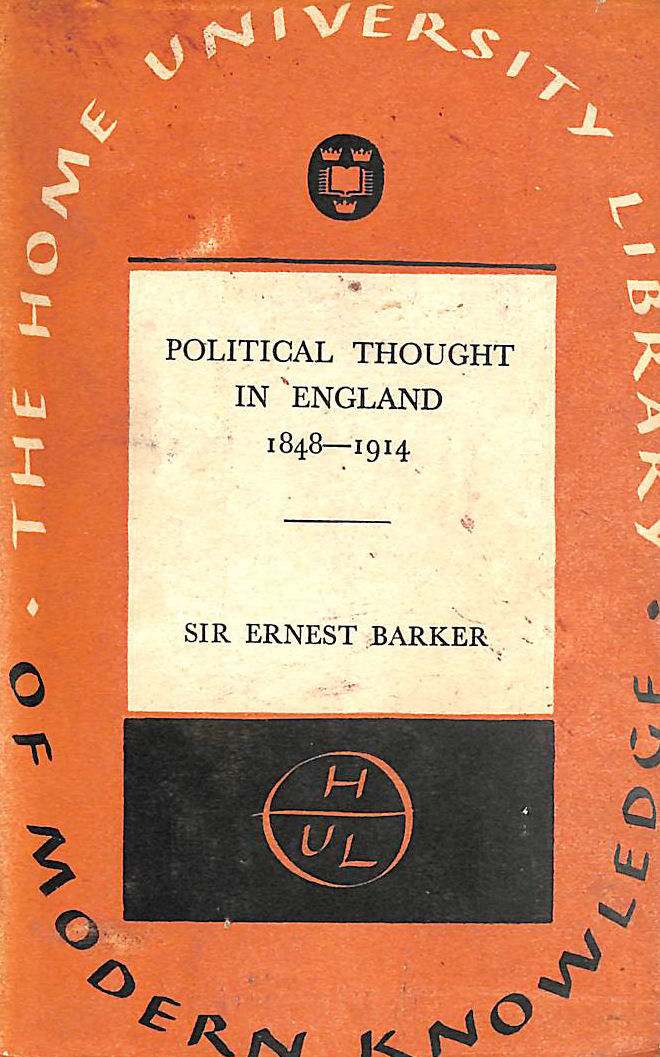 THE HOME UNIVERSITY LIBRARY
POLITICAL THOUGHT
IN ENGLAND
1848—1914
SIR ERNEST BARKER
H
UL
OF MODERN KNOWLEDGE